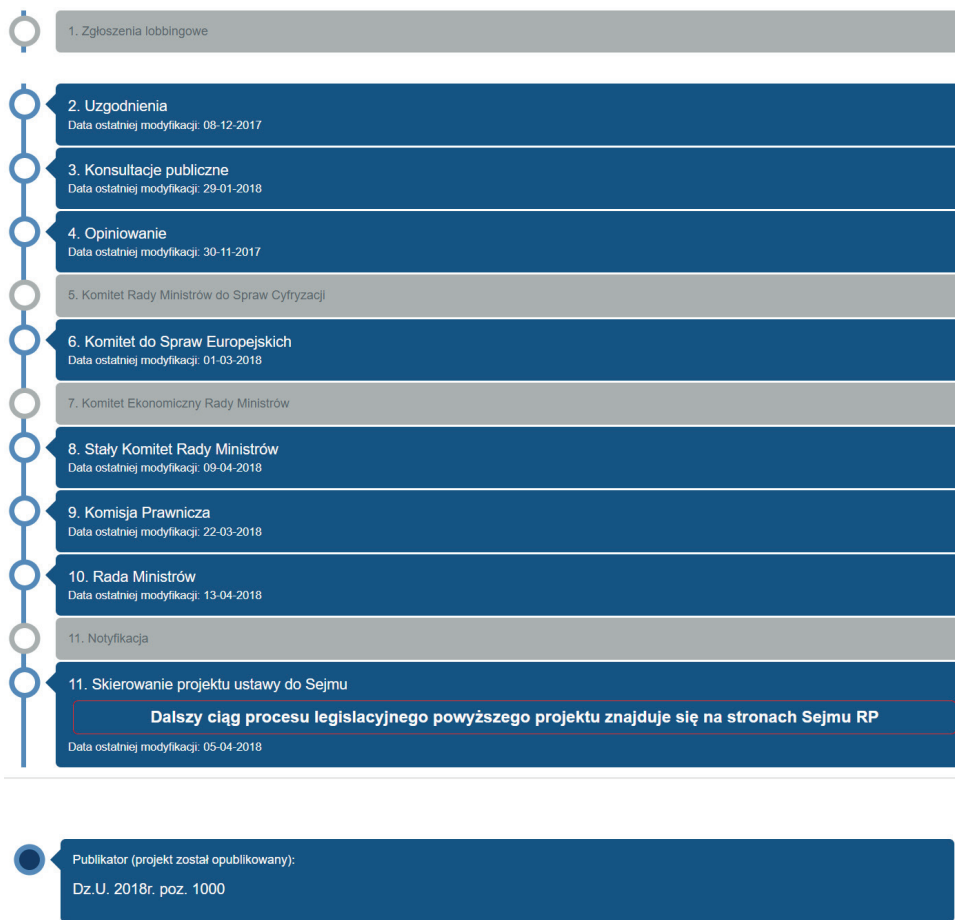 1. Zgłoszenia lobbingowe
2. Uzgodnienia
Data ostatniej modyfikacji: 08-12-2017
3. Konsultacje publiczne
Data ostatniej modyfikacji: 29-01-2018
4. Opiniowanie
Data ostatniej modyfikacji: 30-11-2017
5. Komitet Rady Ministrów do Spraw Cyfryzacji
6. Komitet do Spraw Europejskich
Data ostatniej modyfikacji: 01-03-2018
7. Komitet Ekonomiczny Rady Ministrów
8. Stały Komitet Rady Ministrów
Data ostatniej modyfikacji: 09-04-2018
9. Komisja Prawnicza
Data ostatniej modyfikacji: 22-03-2018
10. Rada Ministrów
Data ostatniej modyfikacji: 13-04-2018
11. Notyfikacja
11. Skierowanie projektu ustawy do Sejmu
Dalszy ciąg procesu legislacyjnego powyższego projektu znajduje się na stronach Sejmu RP
Data ostatniej modyfikacji: 05-04-2018
Publikator (projekt został opublikowany):
Dz.U. 2018r. poz. 1000